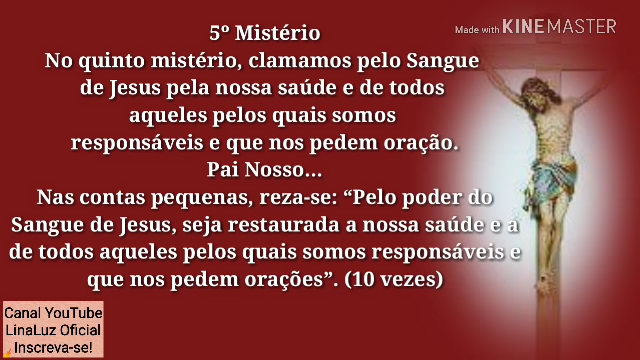 5º Mistério
Made with KINEMASTER
No quinto mistério, clamamos pelo Sangue
de Jesus pela nossa saúde e de todos
aqueles pelos quais somos
responsáveis e que nos pedem oração.
Pai Nosso...
Nas contas pequenas, reza-se: “Pelo poder do
Sangue de Jesus, seja restaurada a nossa saúde e a
de todos aqueles pelos quais somos responsáveis e
que nos pedem orações”. (10 vezes)
Canal YouTube
LinaLuz Oficial
Inscreva-se!